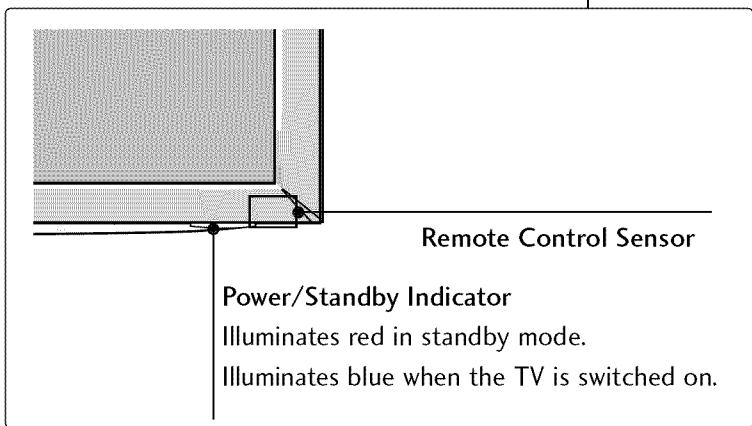 Remote Control Sensor
Power/Standby Indicator
Illuminates red in standby mode.
Illuminates blue when the TV is switched on.